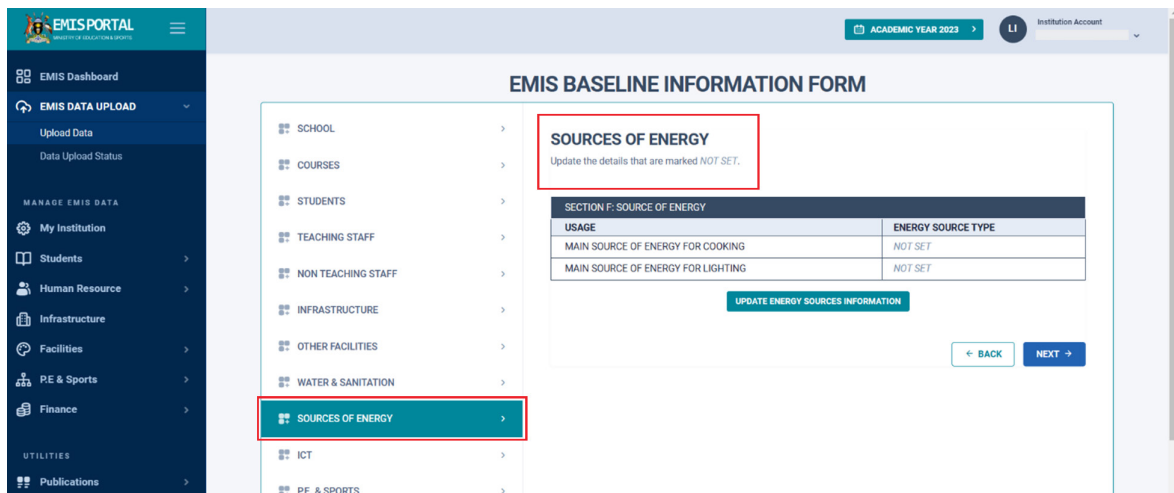 EMIS PORTAL
MINISTRY OF EDUCATION & SPORTS
ACADEMIC YEAR 2023
LI
Institution Account
EMIS Dashboard
EMIS DATA UPLOAD
Upload Data
Data Upload Status
MANAGE EMIS DATA
My Institution
Students
Human Resource
Infrastructure
Facilities
P.E & Sports
Finance
UTILITIES
Publications
EMIS BASELINE INFORMATION FORM
SCHOOL
COURSES
STUDENTS
TEACHING STAFF
NON TEACHING STAFF
INFRASTRUCTURE
OTHER FACILITIES
WATER & SANITATION
SOURCES OF ENERGY
ICT
P.E. & SPORTS
SOURCES OF ENERGY
Update the details that are marked NOT SET.
SECTION F: SOURCE OF ENERGY
USAGE ENERGY SOURCE TYPE
MAIN SOURCE OF ENERGY FOR COOKING NOT SET
MAIN SOURCE OF ENERGY FOR LIGHTING NOT SET
UPDATE ENERGY SOURCES INFORMATION
← BACK NEXT →